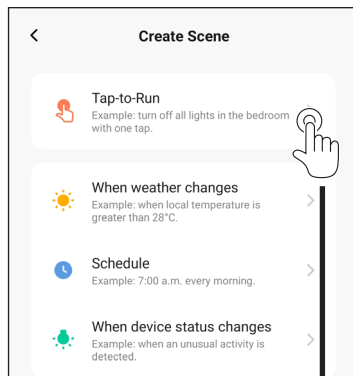 Create Scene
Tap-to-Run
Example: turn off all lights in the bedroom
with one tap.
When weather changes
Example: when local temperature is
greater than 28°C.
Schedule
Example: 7:00 a.m. every morning.
When device status changes
Example: when an unusual activity is
detected.